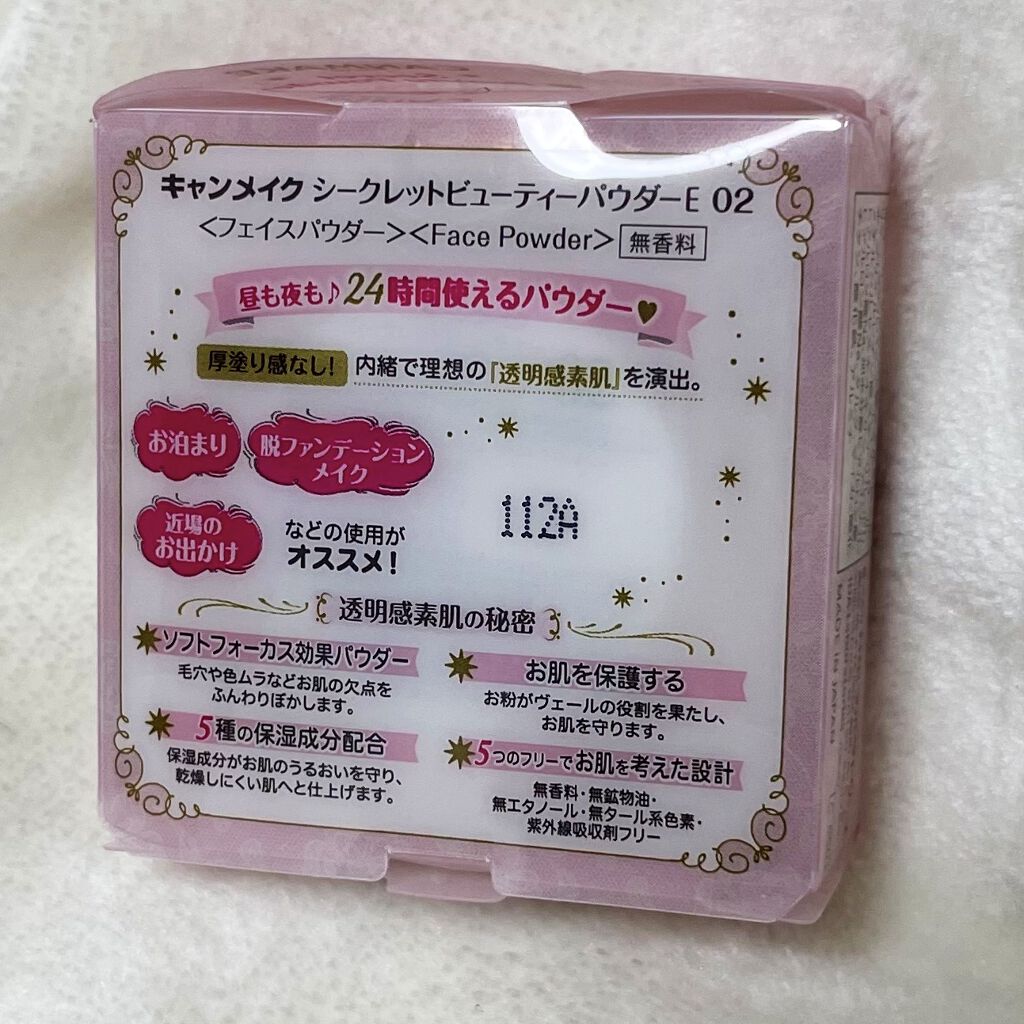 キャンメイク シークレットビューティーパウダーE 02
<フェイスパウダー><Face Powder> 無香料
昼も夜も♪24時間使えるパウダー♥
厚塗り感なし! 内緒で理想の『透明感素肌』を演出。
お泊まり
脱ファンデーション
メイク
近場の
お出かけ
などの使用が
オススメ!
112A
透明感素肌の秘密
ソフトフォーカス効果パウダー
毛穴や色ムラなどお肌の欠点を
ふんわりぼかします。
お肌を保護する
お粉がヴェールの役割を果たし、
お肌を守ります。
5種の保湿成分配合
保湿成分がお肌のうるおいを守り、
乾燥しにくい肌へと仕上げます。
5つのフリーでお肌を考えた設計
無香料・無鉱物油・
無エタノール・無タール系色素・
紫外線吸収剤フリー
MADE IN JAPAN